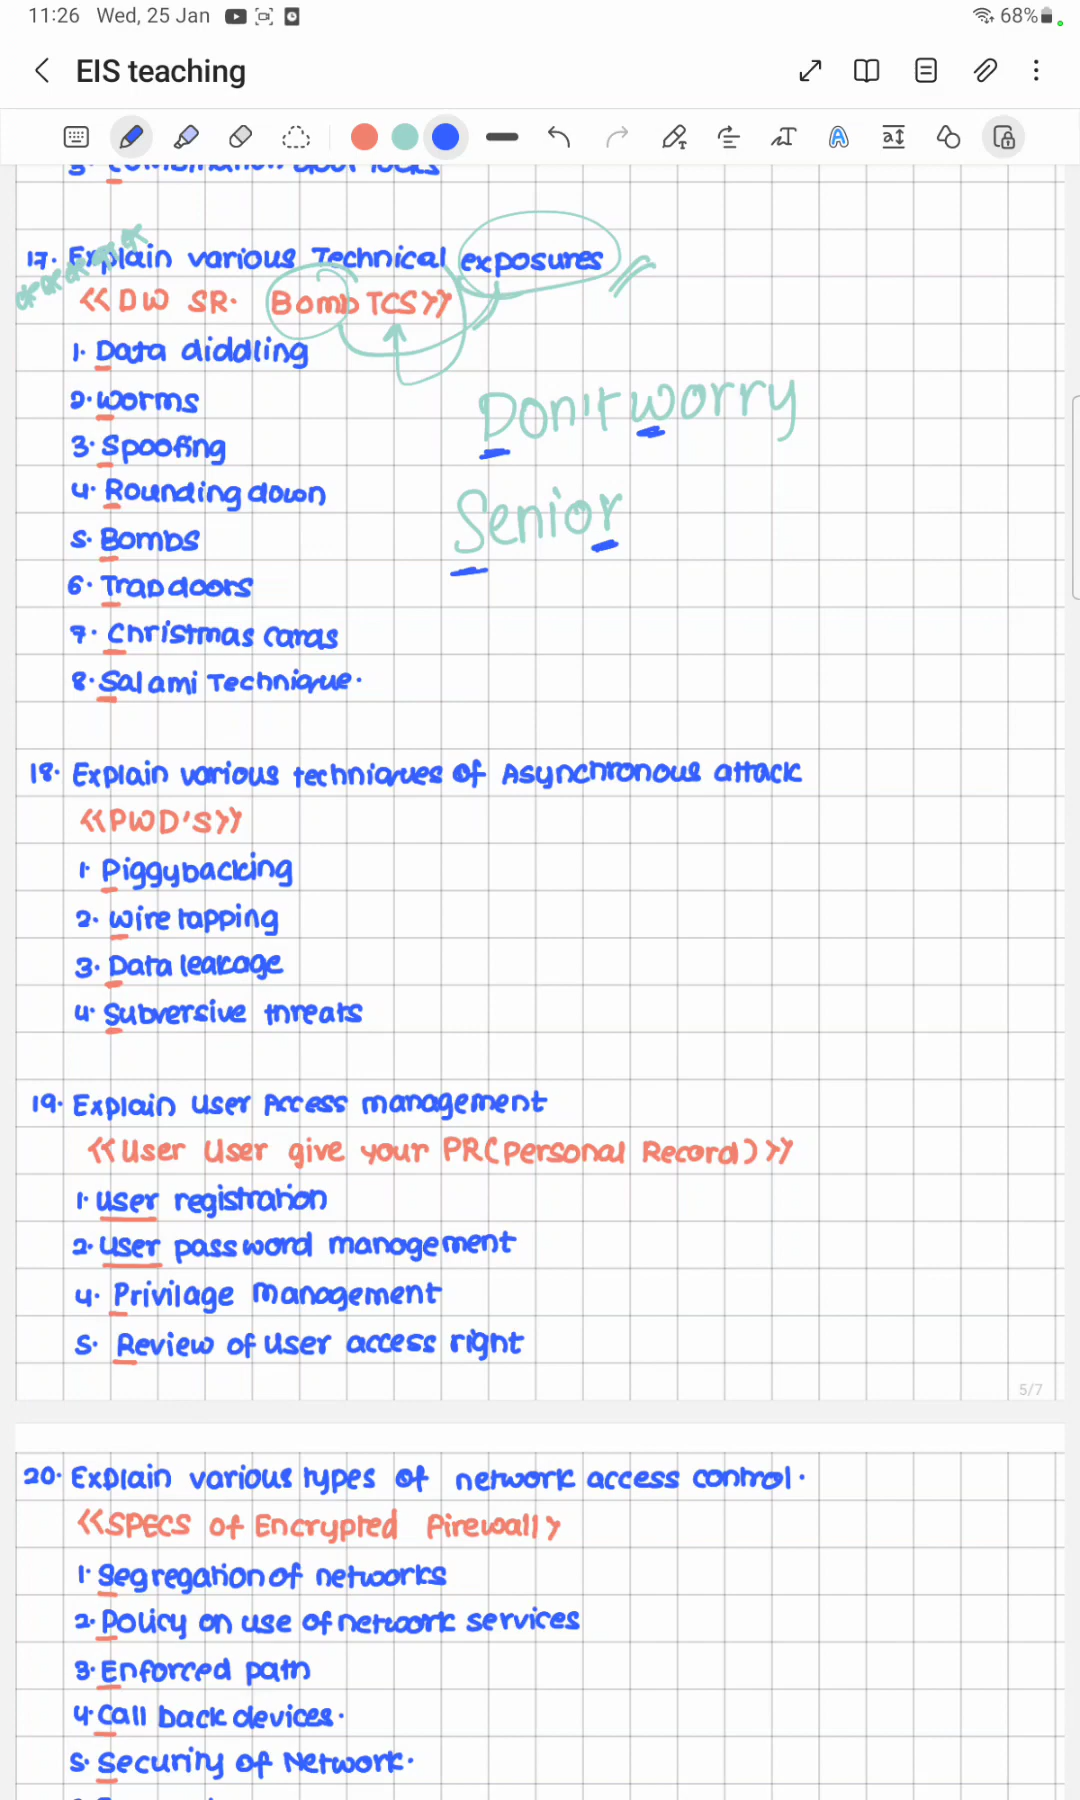 11:26 Wed, 25 Jan
68%
EIS teaching
17. Explain various Technical exposures
<<DW SR. Bomb TCS>>
1. Data diddling
2. worms
3. Spoofing
4. Rounding down
5. Bombs
6. Trap doors
7. Christmas cards
8. Salami Technique.
Don't worry
Senior
18. Explain various techniques of Asynchronous attack
<<PWD'S>>
1. Piggybacking
2. wire tapping
3. Data leakage
4. Subversive threats
19. Explain user Access management
<<User User give your PR(Personal Record)>>
1. user registration
2. user password management
4. Privilage management
5. Review of user access right
5/7
20. Explain various types of network access control.
<<SPECS of Encrypted Firewall>
1. Segregation of networks
2. Policy on use of network services
3. Enforced path
4. Call back devices.
5. Security of Network.